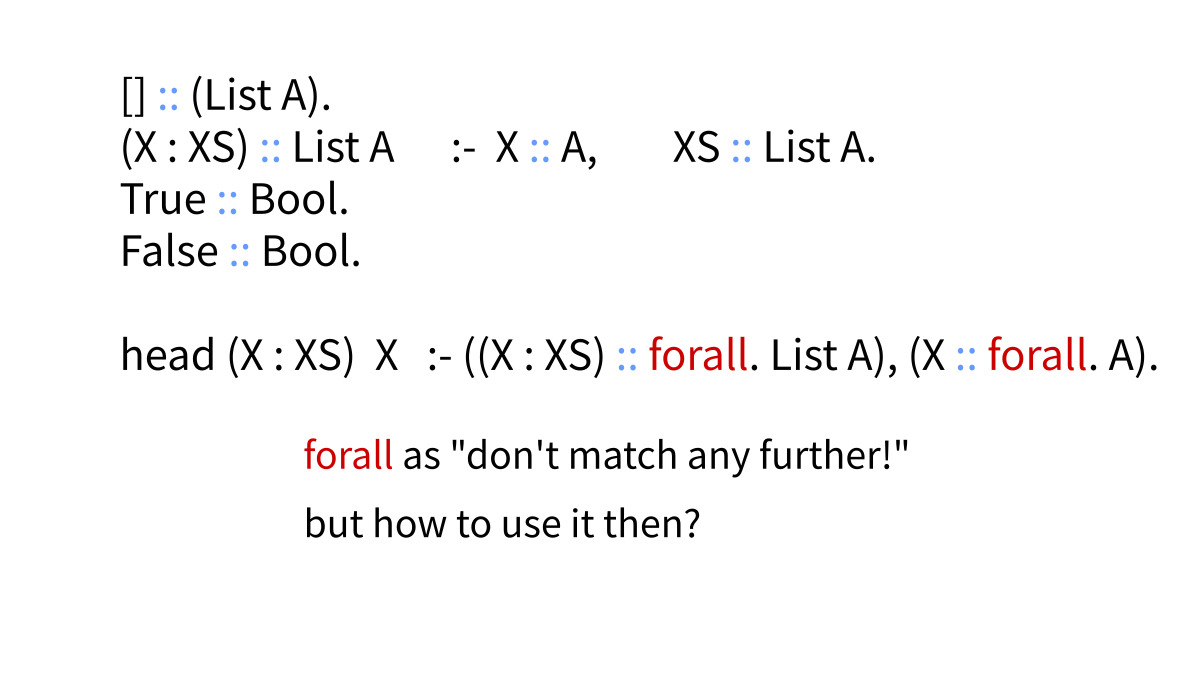 [] :: (List A).
(X : XS) :: List A :- X :: A, XS :: List A.
True :: Bool.
False :: Bool.
head (X : XS) X :- ((X : XS) :: forall. List A), (X :: forall. A).
forall as "don't match any further!"
but how to use it then?